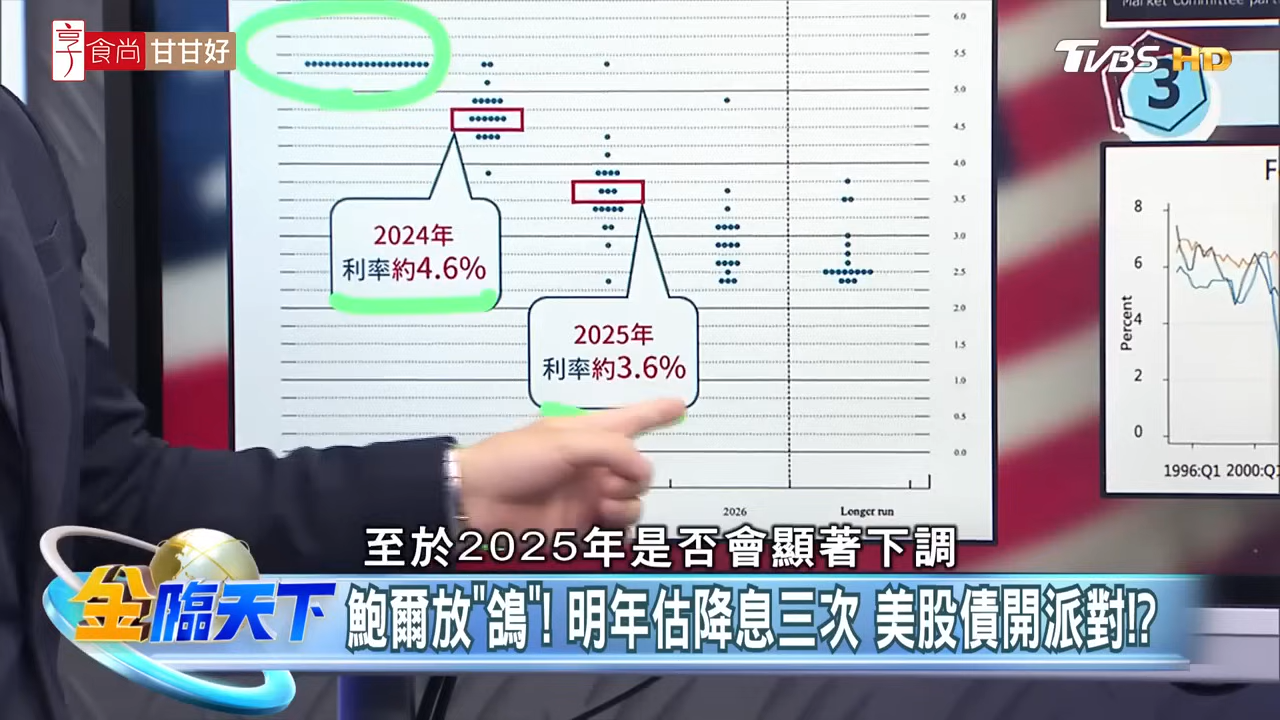 享
食尚
甘甘好
TVBS HD
Market Committee part
3
6.0
5.5
5.0
4.5
4.0
3.5
3.0
2.5
2.0
1.5
1.0
0.5
0.0
2024年
利率約4.6%
2025年
利率約3.6%
2026
Longer run
F
8
6
4
2
0
Percent
1996:Q1 2000:Q1
至於2025年是否會顯著下調
金臨天下
鮑爾放"鴿"! 明年估降息三次 美股債開派對!?